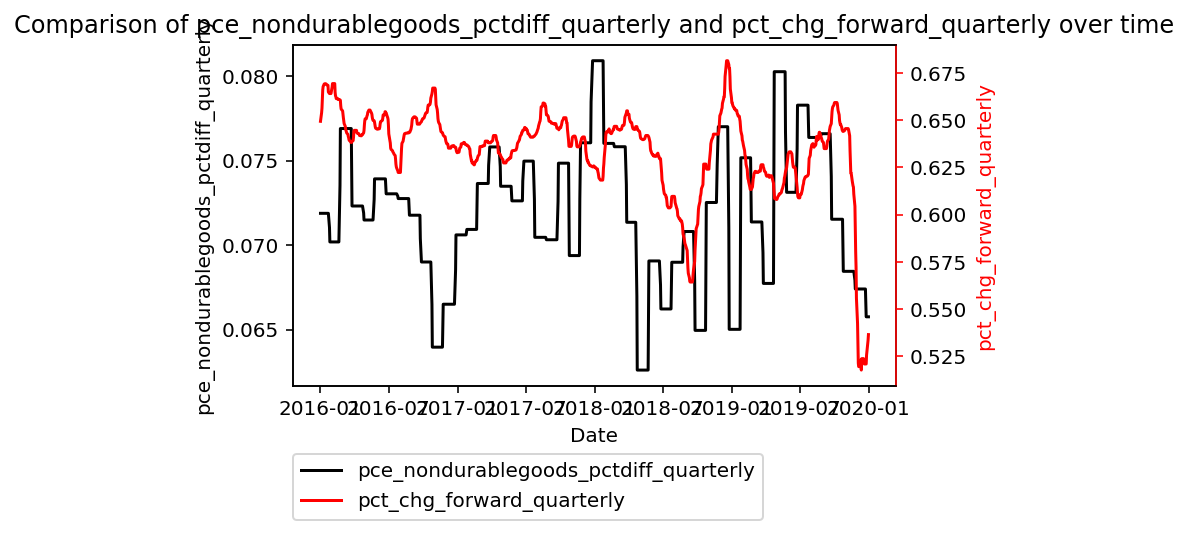 Comparison of pce_nondurablegoods_pctdiff_quarterly and pct_chg_forward_quarterly over time
pce_nondurablegoods_pctdiff_quarterly
0.080
0.075
0.070
0.065
0.675
0.650
0.625
0.600
0.575
0.550
0.525
pct_chg_forward_quarterly
2016-01 2016-07 2017-01 2017-07 2018-01 2018-07 2019-01 2019-07 2020-01
Date
pce_nondurablegoods_pctdiff_quarterly
pct_chg_forward_quarterly